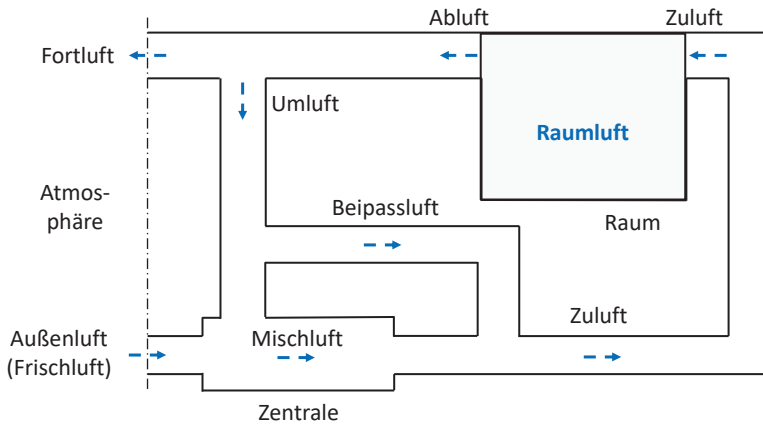 Abluft
Zuluft
Fortluft
Umluft
Raumluft
Atmos-
phäre
Beipassluft
Raum
Außenluft
(Frischluft)
Mischluft
Zuluft
Zentrale